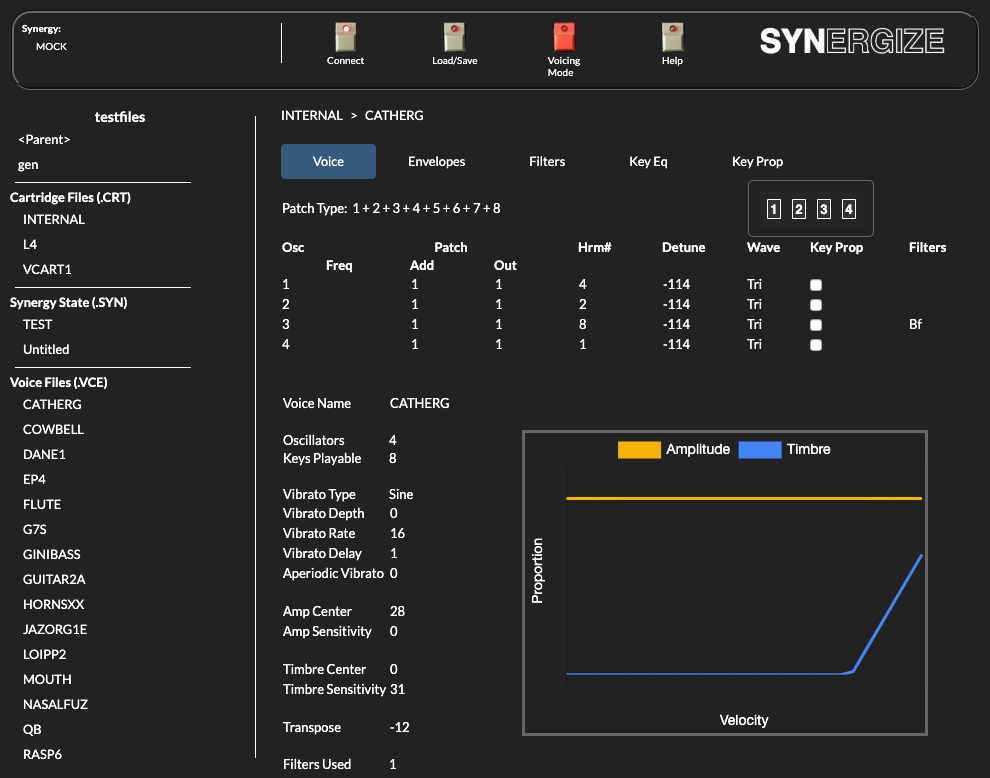 Synergy:
MOCK
Connect
Load/Save
Voicing
Mode
Help
SYNERGIZE
testfiles
<Parent>
gen
Cartridge Files (.CRT)
INTERNAL
L4
VCART1
Synergy State (.SYN)
TEST
Untitled
Voice Files (.VCE)
CATHERG
COWBELL
DANE1
EP4
FLUTE
G7S
GINIBASS
GUITAR2A
HORNSXX
JAZORG1E
LOIPP2
MOUTH
NASALFUZ
QB
RASP6
INTERNAL > CATHERG
Voice Envelopes Filters Key Eq Key Prop
Patch Type: 1 + 2 + 3 + 4 + 5 + 6 + 7 + 8
1 2 3 4
Osc Patch Hrm# Detune Wave Key Prop Filters
Freq Add Out
1 1 1 4 -114 Tri
2 1 1 2 -114 Tri
3 1 1 8 -114 Tri Bf
4 1 1 1 -114 Tri
Voice Name CATHERG
Oscillators 4
Keys Playable 8
Vibrato Type Sine
Vibrato Depth 0
Vibrato Rate 16
Vibrato Delay 1
Aperiodic Vibrato 0
Amp Center 28
Amp Sensitivity 0
Timbre Center 0
Timbre Sensitivity 31
Transpose -12
Filters Used 1
Amplitude Timbre
Proportion
Velocity